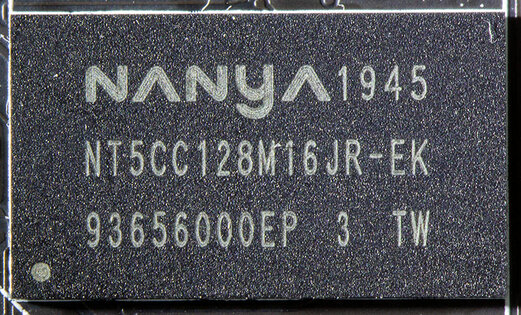 NANYA 1945
NT5CC128M16JR-EK
93656000EP 3 TW